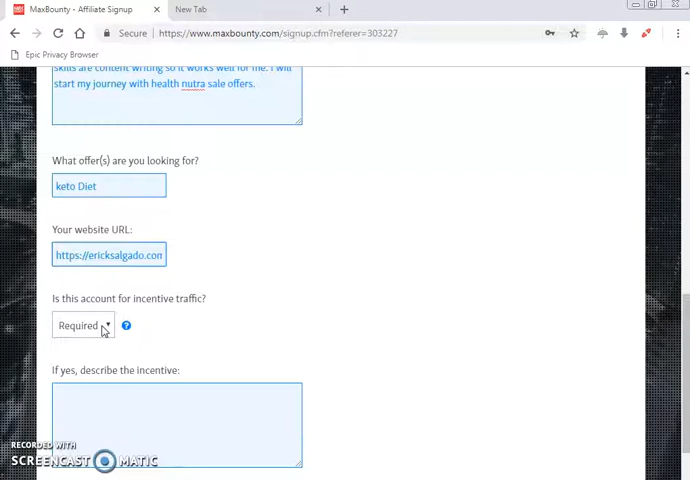 MaxBounty - Affiliate Signup
New Tab
Secure
https://www.maxbounty.com/signup.cfm?referer=303227
Epic Privacy Browser
skills are content writing so it works well for me. I will
start my journey with health nutra sale offers.
What offer(s) are you looking for?
keto Diet
Your website URL:
https://ericksalgado.com
Is this account for incentive traffic?
Required
If yes, describe the incentive:
RECORDED WITH
SCREENCAST MATIC